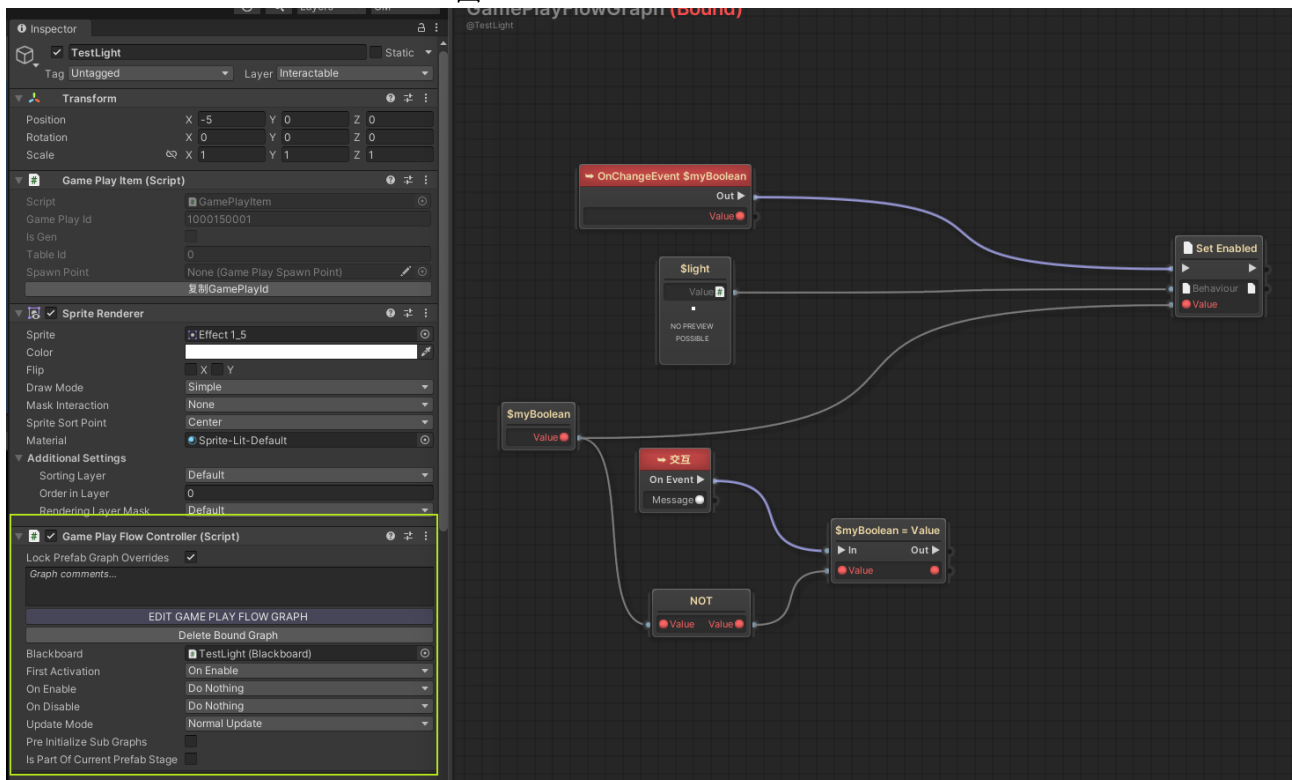 Inspector
TestLight
Static
Tag Untagged Layer Interactable
Transform
Position X -5 Y 0 Z 0
Rotation X 0 Y 0 Z 0
Scale X 1 Y 1 Z 1
# Game Play Item (Script)
Script GamePlayItem
Game Play Id 1000150001
Is Gen
Table Id 0
Spawn Point None (Game Play Spawn Point)
复制GamePlayId
Sprite Renderer
Sprite Effect 1_5
Color
Flip X Y
Draw Mode Simple
Mask Interaction None
Sprite Sort Point Center
Material Sprite-Lit-Default
Additional Settings
Sorting Layer Default
Order in Layer 0
Rendering Layer Mask Default
# Game Play Flow Controller (Script)
Lock Prefab Graph Overrides
Graph comments...
EDIT GAME PLAY FLOW GRAPH
Delete Bound Graph
Blackboard TestLight (Blackboard)
First Activation On Enable
On Enable Do Nothing
On Disable Do Nothing
Update Mode Normal Update
Pre Initialize Sub Graphs
Is Part Of Current Prefab Stage
GamePlayFlowGraph (Bound)
@TestLight
OnChangeEvent $myBoolean
Out
Value
$light
Value #
NO PREVIEW
POSSIBLE
Set Enabled
Behaviour
Value
$myBoolean
Value
交互
On Event
Message
$myBoolean = Value
In Out
Value
NOT
Value Value